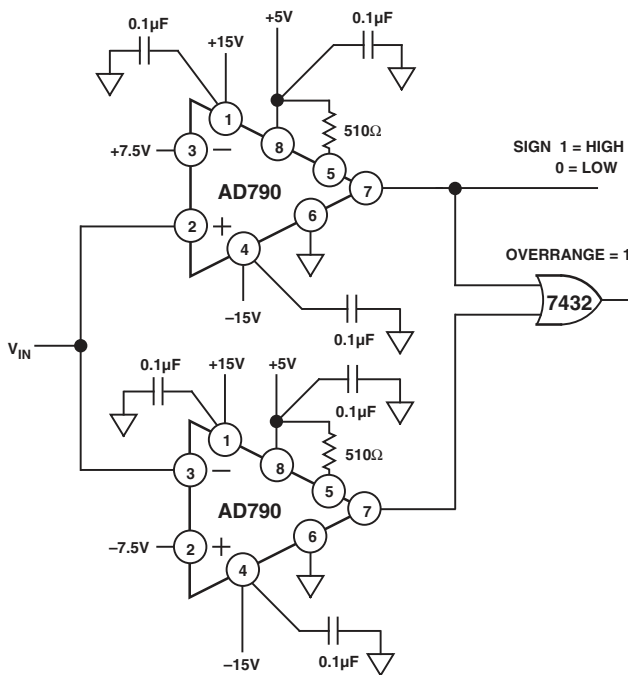 0.1µF
+5V
+15V
0.1µF
1
510Ω
+7.5V
3
–
8
SIGN 1 = HIGH
0 = LOW
5
AD790
7
2
+
6
4
OVERRANGE = 1
7432
–15V
0.1µF
VIN
0.1µF
+15V
+5V
0.1µF
1
510Ω
3
–
8
5
AD790
7
–7.5V
2
+
6
4
–15V
0.1µF